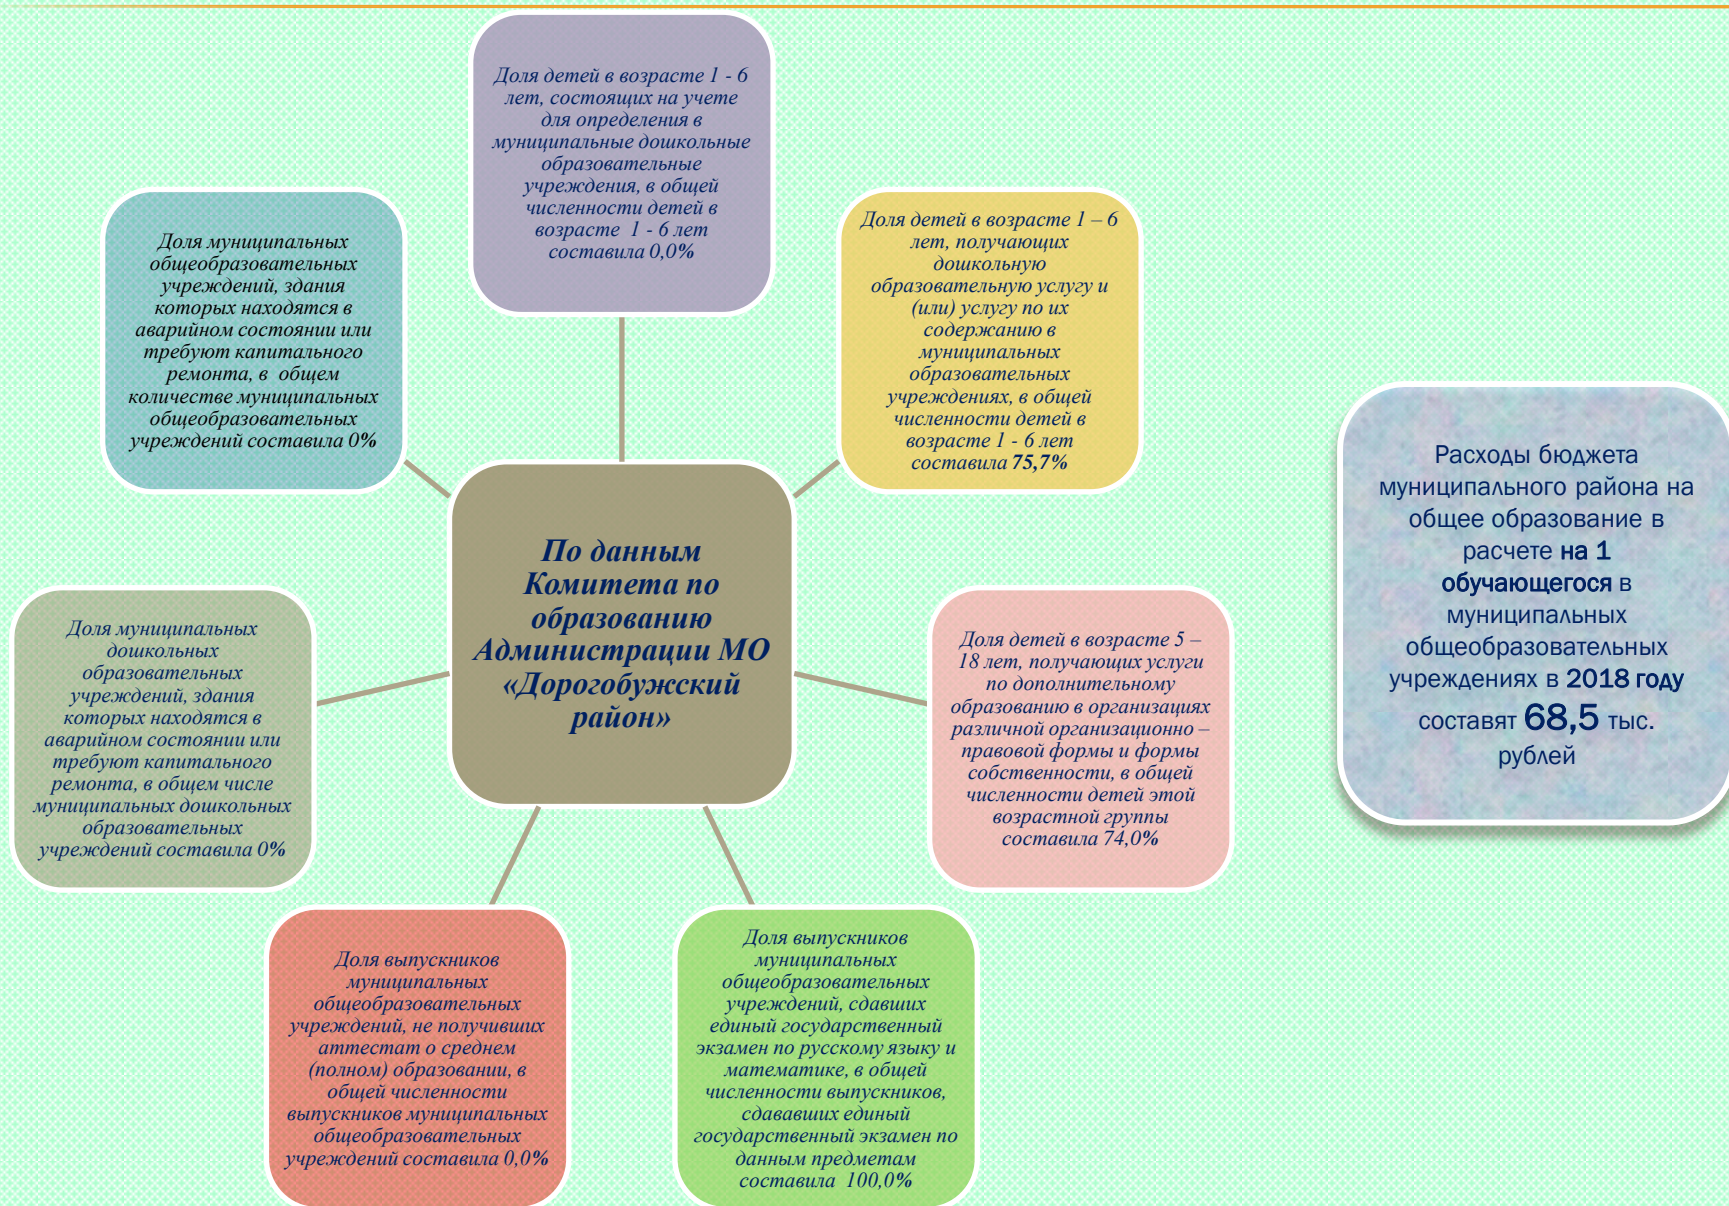 Доля детей в возрасте 1 - 6
лет, состоящих на учете
для определения в
муниципальные дошкольные
образовательные
учреждения, в общей
численности детей в
возрасте 1 - 6 лет
составила 0,0%
Доля детей в возрасте 1 – 6
лет, получающих
дошкольную
образовательную услугу и
(или) услугу по их
содержанию в
муниципальных
образовательных
учреждениях, в общей
численности детей в
возрасте 1 - 6 лет
составила 75,7%
Доля детей в возрасте 5 –
18 лет, получающих услуги
по дополнительному
образованию в организациях
различной организационно –
правовой формы и формы
собственности, в общей
численности детей этой
возрастной группы
составила 74,0%
Доля выпускников
муниципальных
общеобразовательных
учреждений, сдавших
единый государственный
экзамен по русскому языку и
математике, в общей
численности выпускников,
сдававших единый
государственный экзамен по
данным предметам
составила 100,0%
Доля выпускников
муниципальных
общеобразовательных
учреждений, не получивших
аттестат о среднем
(полном) образовании, в
общей численности
выпускников муниципальных
общеобразовательных
учреждений составила 0,0%
Доля муниципальных
дошкольных
образовательных
учреждений, здания
которых находятся в
аварийном состоянии или
требуют капитального
ремонта, в общем числе
муниципальных дошкольных
образовательных
учреждений составила 0%
Доля муниципальных
общеобразовательных
учреждений, здания
которых находятся в
аварийном состоянии или
требуют капитального
ремонта, в общем
количестве муниципальных
общеобразовательных
учреждений составила 0%
По данным
Комитета по
образованию
Администрации МО
«Дорогобужский
район»
Расходы бюджета
муниципального района на
общее образование в
расчете на 1
обучающегося в
муниципальных
общеобразовательных
учреждениях в 2018 году
составят 68,5 тыс.
рублей